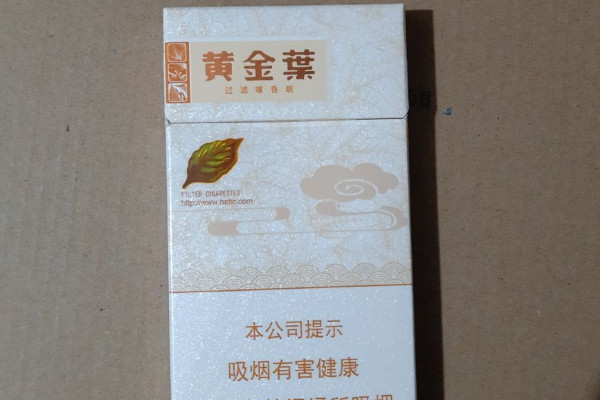 黄金葉
过滤嘴香烟
FILTER CIGARETTES
http://www.hatic.com
本公司提示
吸烟有害健康